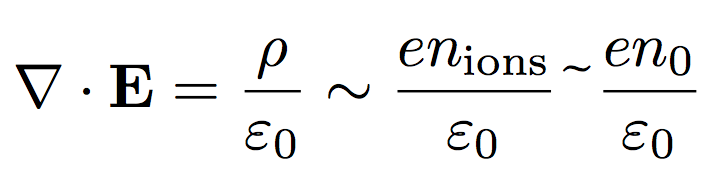 ∇ · E = ρ/ε₀ ∼ en_ions/ε₀ ~ en₀/ε₀